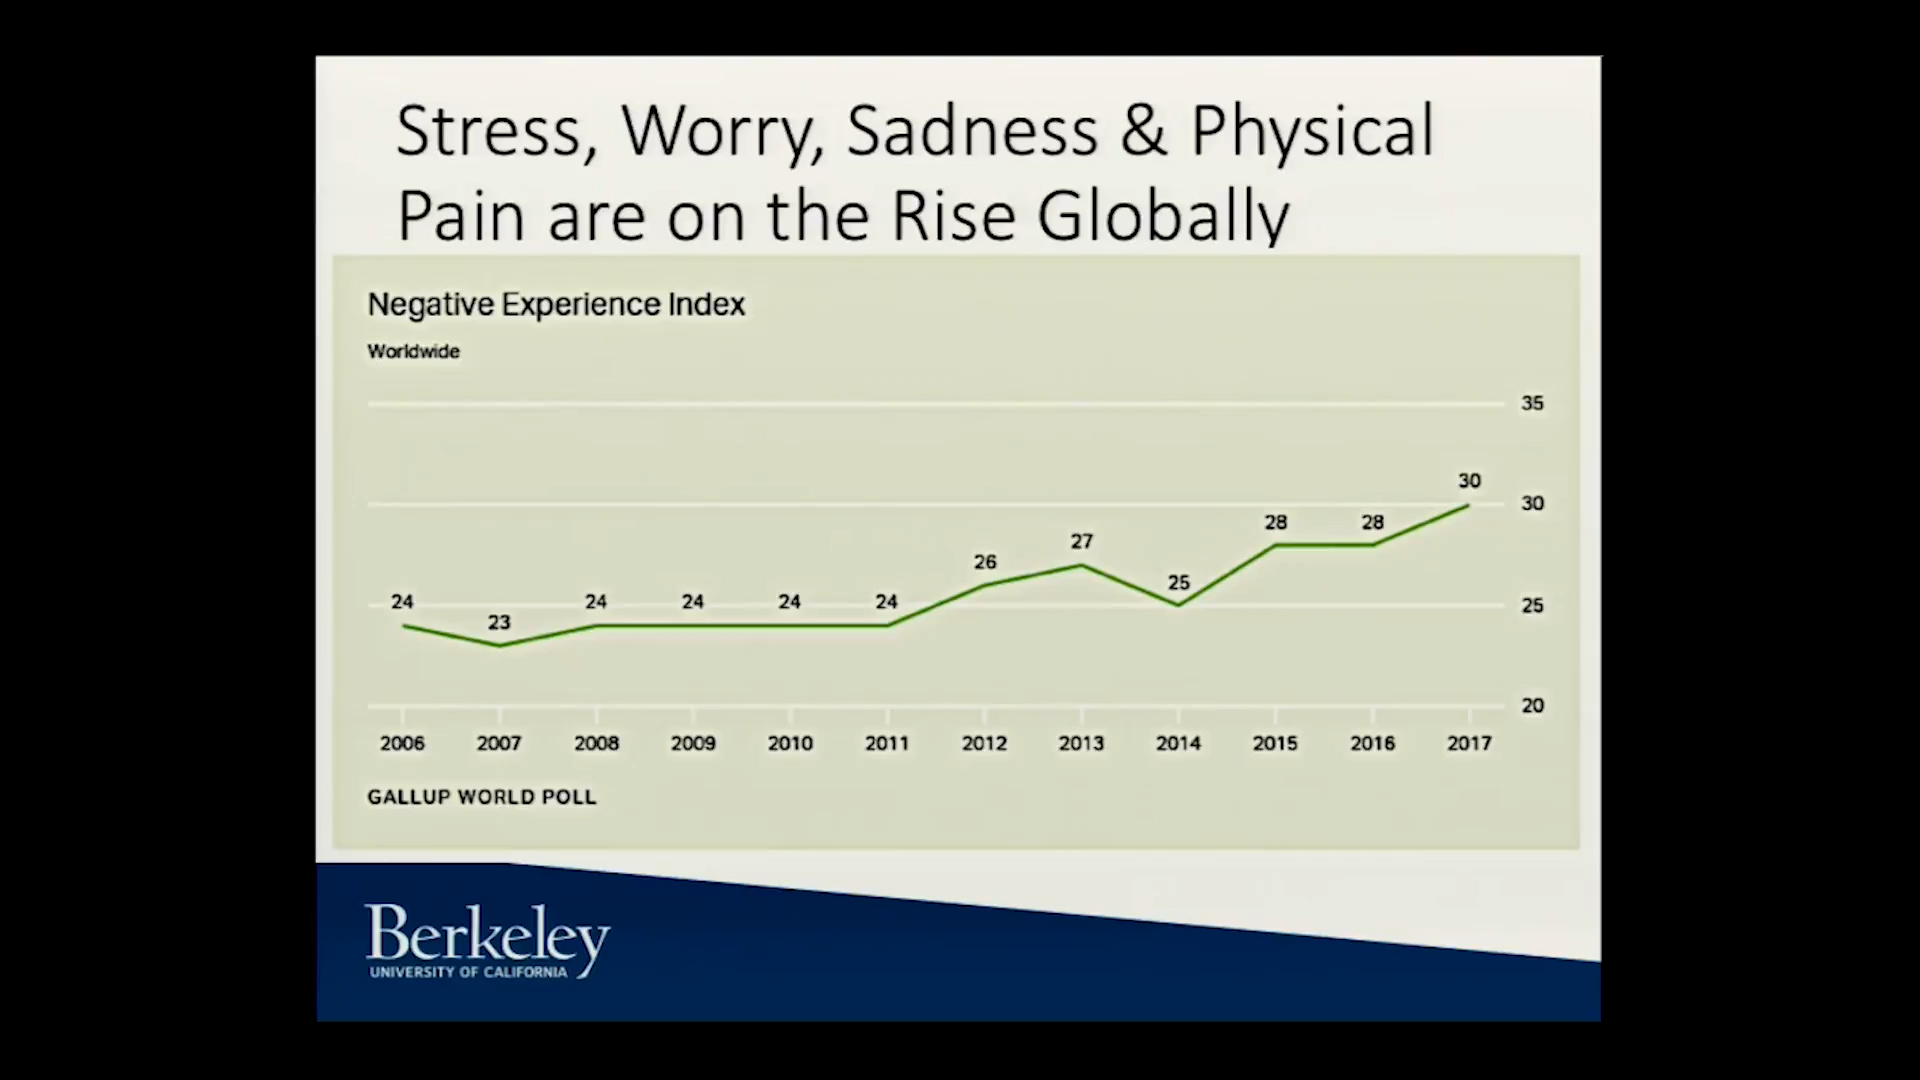 Stress, Worry, Sadness & Physical
Pain are on the Rise Globally
Negative Experience Index
Worldwide
35
30
30
28
28
27
26
25
25
24
24
24
24
24
23
20
2006 2007 2008 2009 2010 2011 2012 2013 2014 2015 2016 2017
GALLUP WORLD POLL
Berkeley
UNIVERSITY OF CALIFORNIA